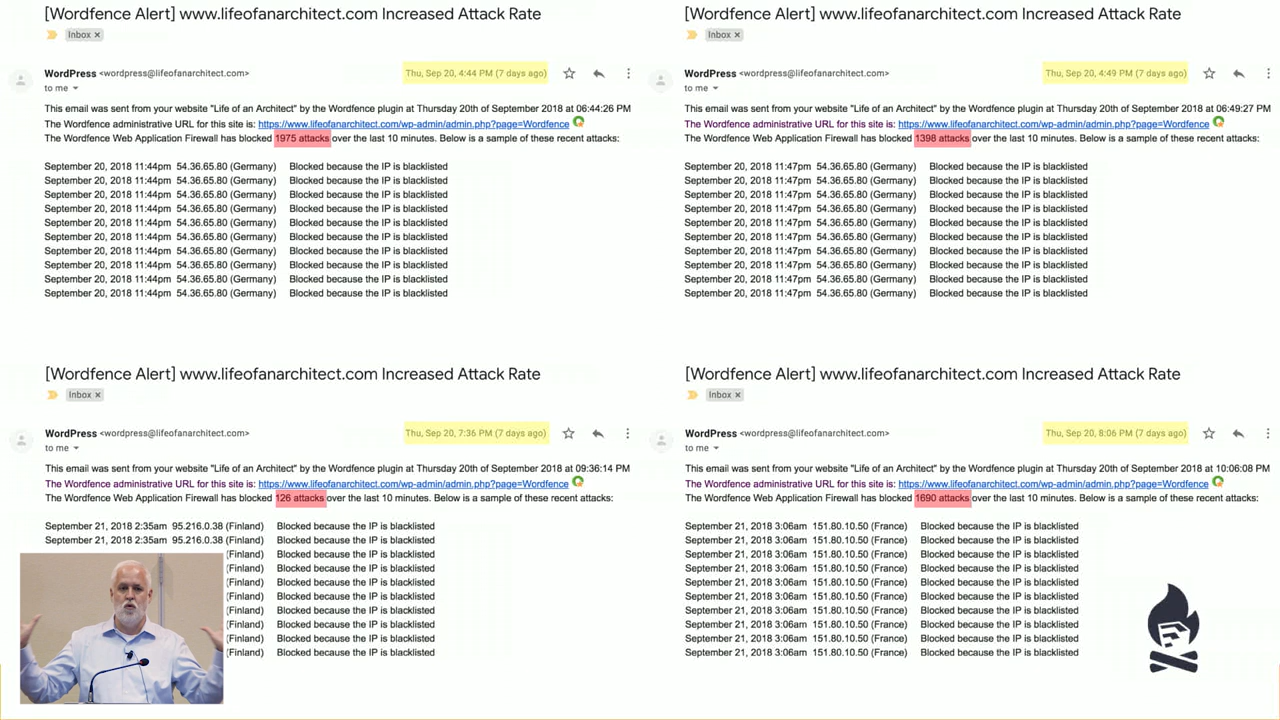 [Wordfence Alert] www.lifeofanarchitect.com Increased Attack Rate
Inbox ×
WordPress <wordpress@lifeofanarchitect.com> Thu, Sep 20, 4:44 PM (7 days ago)
to me
This email was sent from your website "Life of an Architect" by the Wordfence plugin at Thursday 20th of September 2018 at 06:44:26 PM
The Wordfence administrative URL for this site is: https://www.lifeofanarchitect.com/wp-admin/admin.php?page=Wordfence
The Wordfence Web Application Firewall has blocked 1975 attacks over the last 10 minutes. Below is a sample of these recent attacks:
September 20, 2018 11:44pm 54.36.65.80 (Germany) Blocked because the IP is blacklisted
September 20, 2018 11:44pm 54.36.65.80 (Germany) Blocked because the IP is blacklisted
September 20, 2018 11:44pm 54.36.65.80 (Germany) Blocked because the IP is blacklisted
September 20, 2018 11:44pm 54.36.65.80 (Germany) Blocked because the IP is blacklisted
September 20, 2018 11:44pm 54.36.65.80 (Germany) Blocked because the IP is blacklisted
September 20, 2018 11:44pm 54.36.65.80 (Germany) Blocked because the IP is blacklisted
September 20, 2018 11:44pm 54.36.65.80 (Germany) Blocked because the IP is blacklisted
September 20, 2018 11:44pm 54.36.65.80 (Germany) Blocked because the IP is blacklisted
September 20, 2018 11:44pm 54.36.65.80 (Germany) Blocked because the IP is blacklisted
September 20, 2018 11:44pm 54.36.65.80 (Germany) Blocked because the IP is blacklisted
[Wordfence Alert] www.lifeofanarchitect.com Increased Attack Rate
Inbox ×
WordPress <wordpress@lifeofanarchitect.com> Thu, Sep 20, 4:49 PM (7 days ago)
to me
This email was sent from your website "Life of an Architect" by the Wordfence plugin at Thursday 20th of September 2018 at 06:49:27 PM
The Wordfence administrative URL for this site is: https://www.lifeofanarchitect.com/wp-admin/admin.php?page=Wordfence
The Wordfence Web Application Firewall has blocked 1398 attacks over the last 10 minutes. Below is a sample of these recent attacks:
September 20, 2018 11:47pm 54.36.65.80 (Germany) Blocked because the IP is blacklisted
September 20, 2018 11:47pm 54.36.65.80 (Germany) Blocked because the IP is blacklisted
September 20, 2018 11:47pm 54.36.65.80 (Germany) Blocked because the IP is blacklisted
September 20, 2018 11:47pm 54.36.65.80 (Germany) Blocked because the IP is blacklisted
September 20, 2018 11:47pm 54.36.65.80 (Germany) Blocked because the IP is blacklisted
September 20, 2018 11:47pm 54.36.65.80 (Germany) Blocked because the IP is blacklisted
September 20, 2018 11:47pm 54.36.65.80 (Germany) Blocked because the IP is blacklisted
September 20, 2018 11:47pm 54.36.65.80 (Germany) Blocked because the IP is blacklisted
September 20, 2018 11:47pm 54.36.65.80 (Germany) Blocked because the IP is blacklisted
September 20, 2018 11:47pm 54.36.65.80 (Germany) Blocked because the IP is blacklisted
[Wordfence Alert] www.lifeofanarchitect.com Increased Attack Rate
Inbox ×
WordPress <wordpress@lifeofanarchitect.com> Thu, Sep 20, 7:36 PM (7 days ago)
to me
This email was sent from your website "Life of an Architect" by the Wordfence plugin at Thursday 20th of September 2018 at 09:36:14 PM
The Wordfence administrative URL for this site is: https://www.lifeofanarchitect.com/wp-admin/admin.php?page=Wordfence
The Wordfence Web Application Firewall has blocked 126 attacks over the last 10 minutes. Below is a sample of these recent attacks:
September 21, 2018 2:35am 95.216.0.38 (Finland) Blocked because the IP is blacklisted
September 21, 2018 2:35am 95.216.0.38 (Finland) Blocked because the IP is blacklisted
(Finland) Blocked because the IP is blacklisted
(Finland) Blocked because the IP is blacklisted
(Finland) Blocked because the IP is blacklisted
(Finland) Blocked because the IP is blacklisted
(Finland) Blocked because the IP is blacklisted
(Finland) Blocked because the IP is blacklisted
(Finland) Blocked because the IP is blacklisted
(Finland) Blocked because the IP is blacklisted
[Wordfence Alert] www.lifeofanarchitect.com Increased Attack Rate
Inbox ×
WordPress <wordpress@lifeofanarchitect.com> Thu, Sep 20, 8:06 PM (7 days ago)
to me
This email was sent from your website "Life of an Architect" by the Wordfence plugin at Thursday 20th of September 2018 at 10:06:08 PM
The Wordfence administrative URL for this site is: https://www.lifeofanarchitect.com/wp-admin/admin.php?page=Wordfence
The Wordfence Web Application Firewall has blocked 1690 attacks over the last 10 minutes. Below is a sample of these recent attacks:
September 21, 2018 3:06am 151.80.10.50 (France) Blocked because the IP is blacklisted
September 21, 2018 3:06am 151.80.10.50 (France) Blocked because the IP is blacklisted
September 21, 2018 3:06am 151.80.10.50 (France) Blocked because the IP is blacklisted
September 21, 2018 3:06am 151.80.10.50 (France) Blocked because the IP is blacklisted
September 21, 2018 3:06am 151.80.10.50 (France) Blocked because the IP is blacklisted
September 21, 2018 3:06am 151.80.10.50 (France) Blocked because the IP is blacklisted
September 21, 2018 3:06am 151.80.10.50 (France) Blocked because the IP is blacklisted
September 21, 2018 3:06am 151.80.10.50 (France) Blocked because the IP is blacklisted
September 21, 2018 3:06am 151.80.10.50 (France) Blocked because the IP is blacklisted
September 21, 2018 3:06am 151.80.10.50 (France) Blocked because the IP is blacklisted